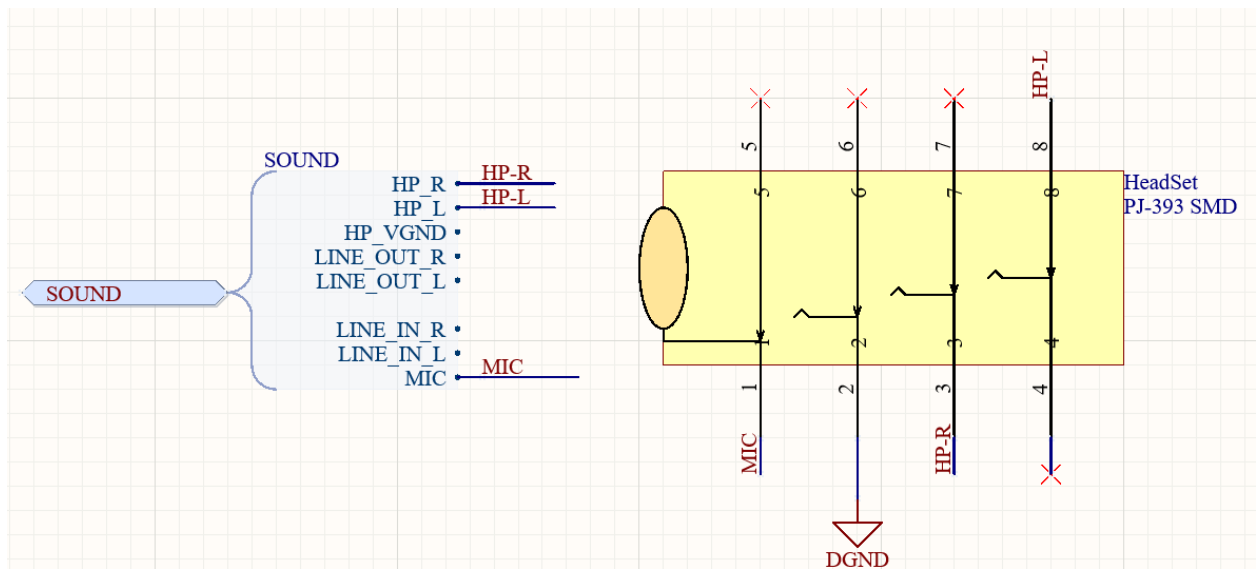 SOUND
HP_R
HP-R
HP_L
HP-L
HP_VGND
LINE_OUT_R
LINE_OUT_L
SOUND
LINE_IN_R
LINE_IN_L
MIC
MIC
HP-L
5
6
7
8
5
6
7
8
HeadSet
PJ-393 SMD
1
2
3
4
1
2
3
4
MIC
HP-R
DGND